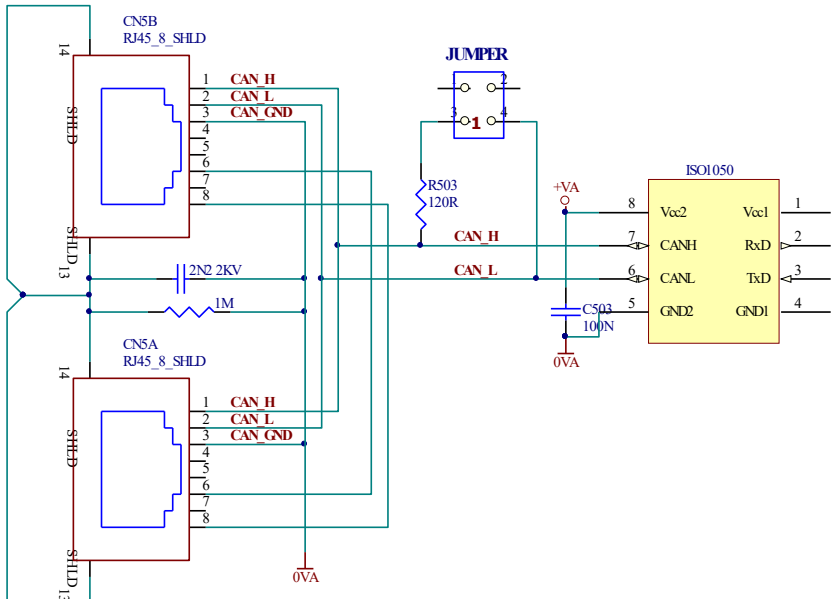 CN5B
RJ45_8_SHLD
14
SHLD
SHLD
13
1 CAN_H
2 CAN_L
3 CAN_GND
4
5
6
7
8
JUMPER
1 2
3 1 4
R503
120R
2N2 2KV
1M
CAN_H
CAN_L
+VA
C503
100N
0VA
ISO1050
8 Vcc2 Vcc1 1
7 CANH RxD 2
6 CANL TxD 3
5 GND2 GND1 4
CN5A
RJ45_8_SHLD
14
SHLD
SHLD
1 CAN_H
2 CAN_L
3 CAN_GND
4
5
6
7
8
0VA